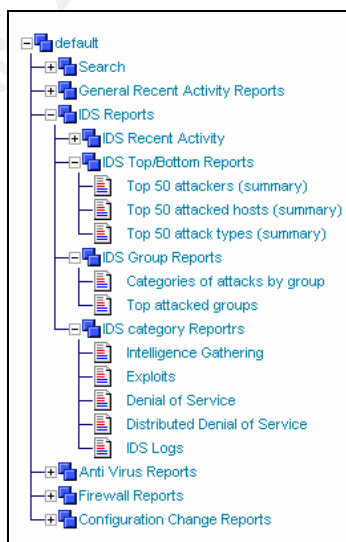 default
Search
General Recent Activity Reports
IDS Reports
IDS Recent Activity
IDS Top/Bottom Reports
Top 50 attackers (summary)
Top 50 attacked hosts (summary)
Top 50 attack types (summary)
IDS Group Reports
Categories of attacks by group
Top attacked groups
IDS category Reportrs
Intelligence Gathering
Exploits
Denial of Service
Distributed Denial of Service
IDS Logs
Anti Virus Reports
Firewall Reports
Configuration Change Reports